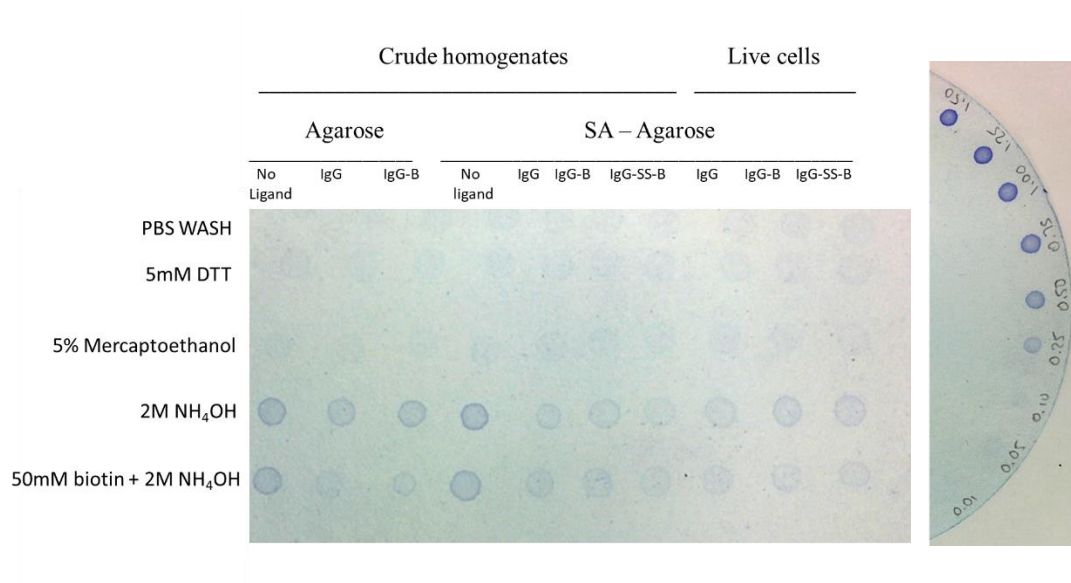 Crude homogenates Live cells
Agarose SA – Agarose
No Ligand IgG IgG-B No ligand IgG IgG-B IgG-SS-B IgG IgG-B IgG-SS-B
PBS WASH
5mM DTT
5% Mercaptoethanol
2M NH₄OH
50mM biotin + 2M NH₄OH
1.50
1.25
1.00
0.75
0.50
0.25
0.10
0.05
0.01